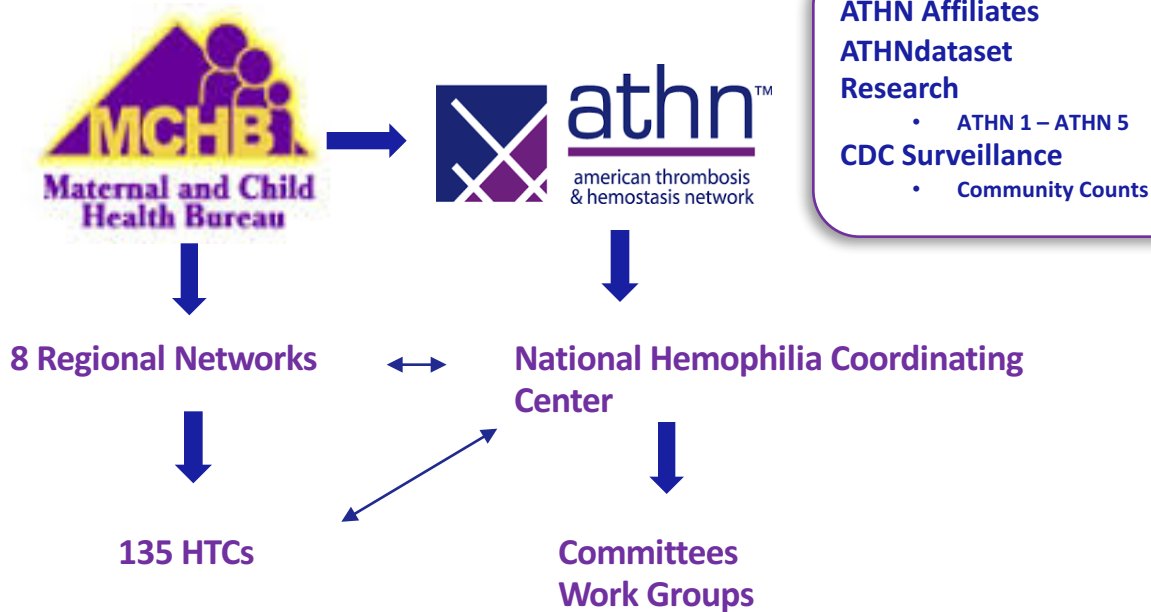 MCHB
Maternal and Child
Health Bureau
athn™
american thrombosis
& hemostasis network
ATHN Affiliates
ATHNdataset
Research
• ATHN 1 – ATHN 5
CDC Surveillance
• Community Counts
8 Regional Networks
National Hemophilia Coordinating
Center
135 HTCs
Committees
Work Groups